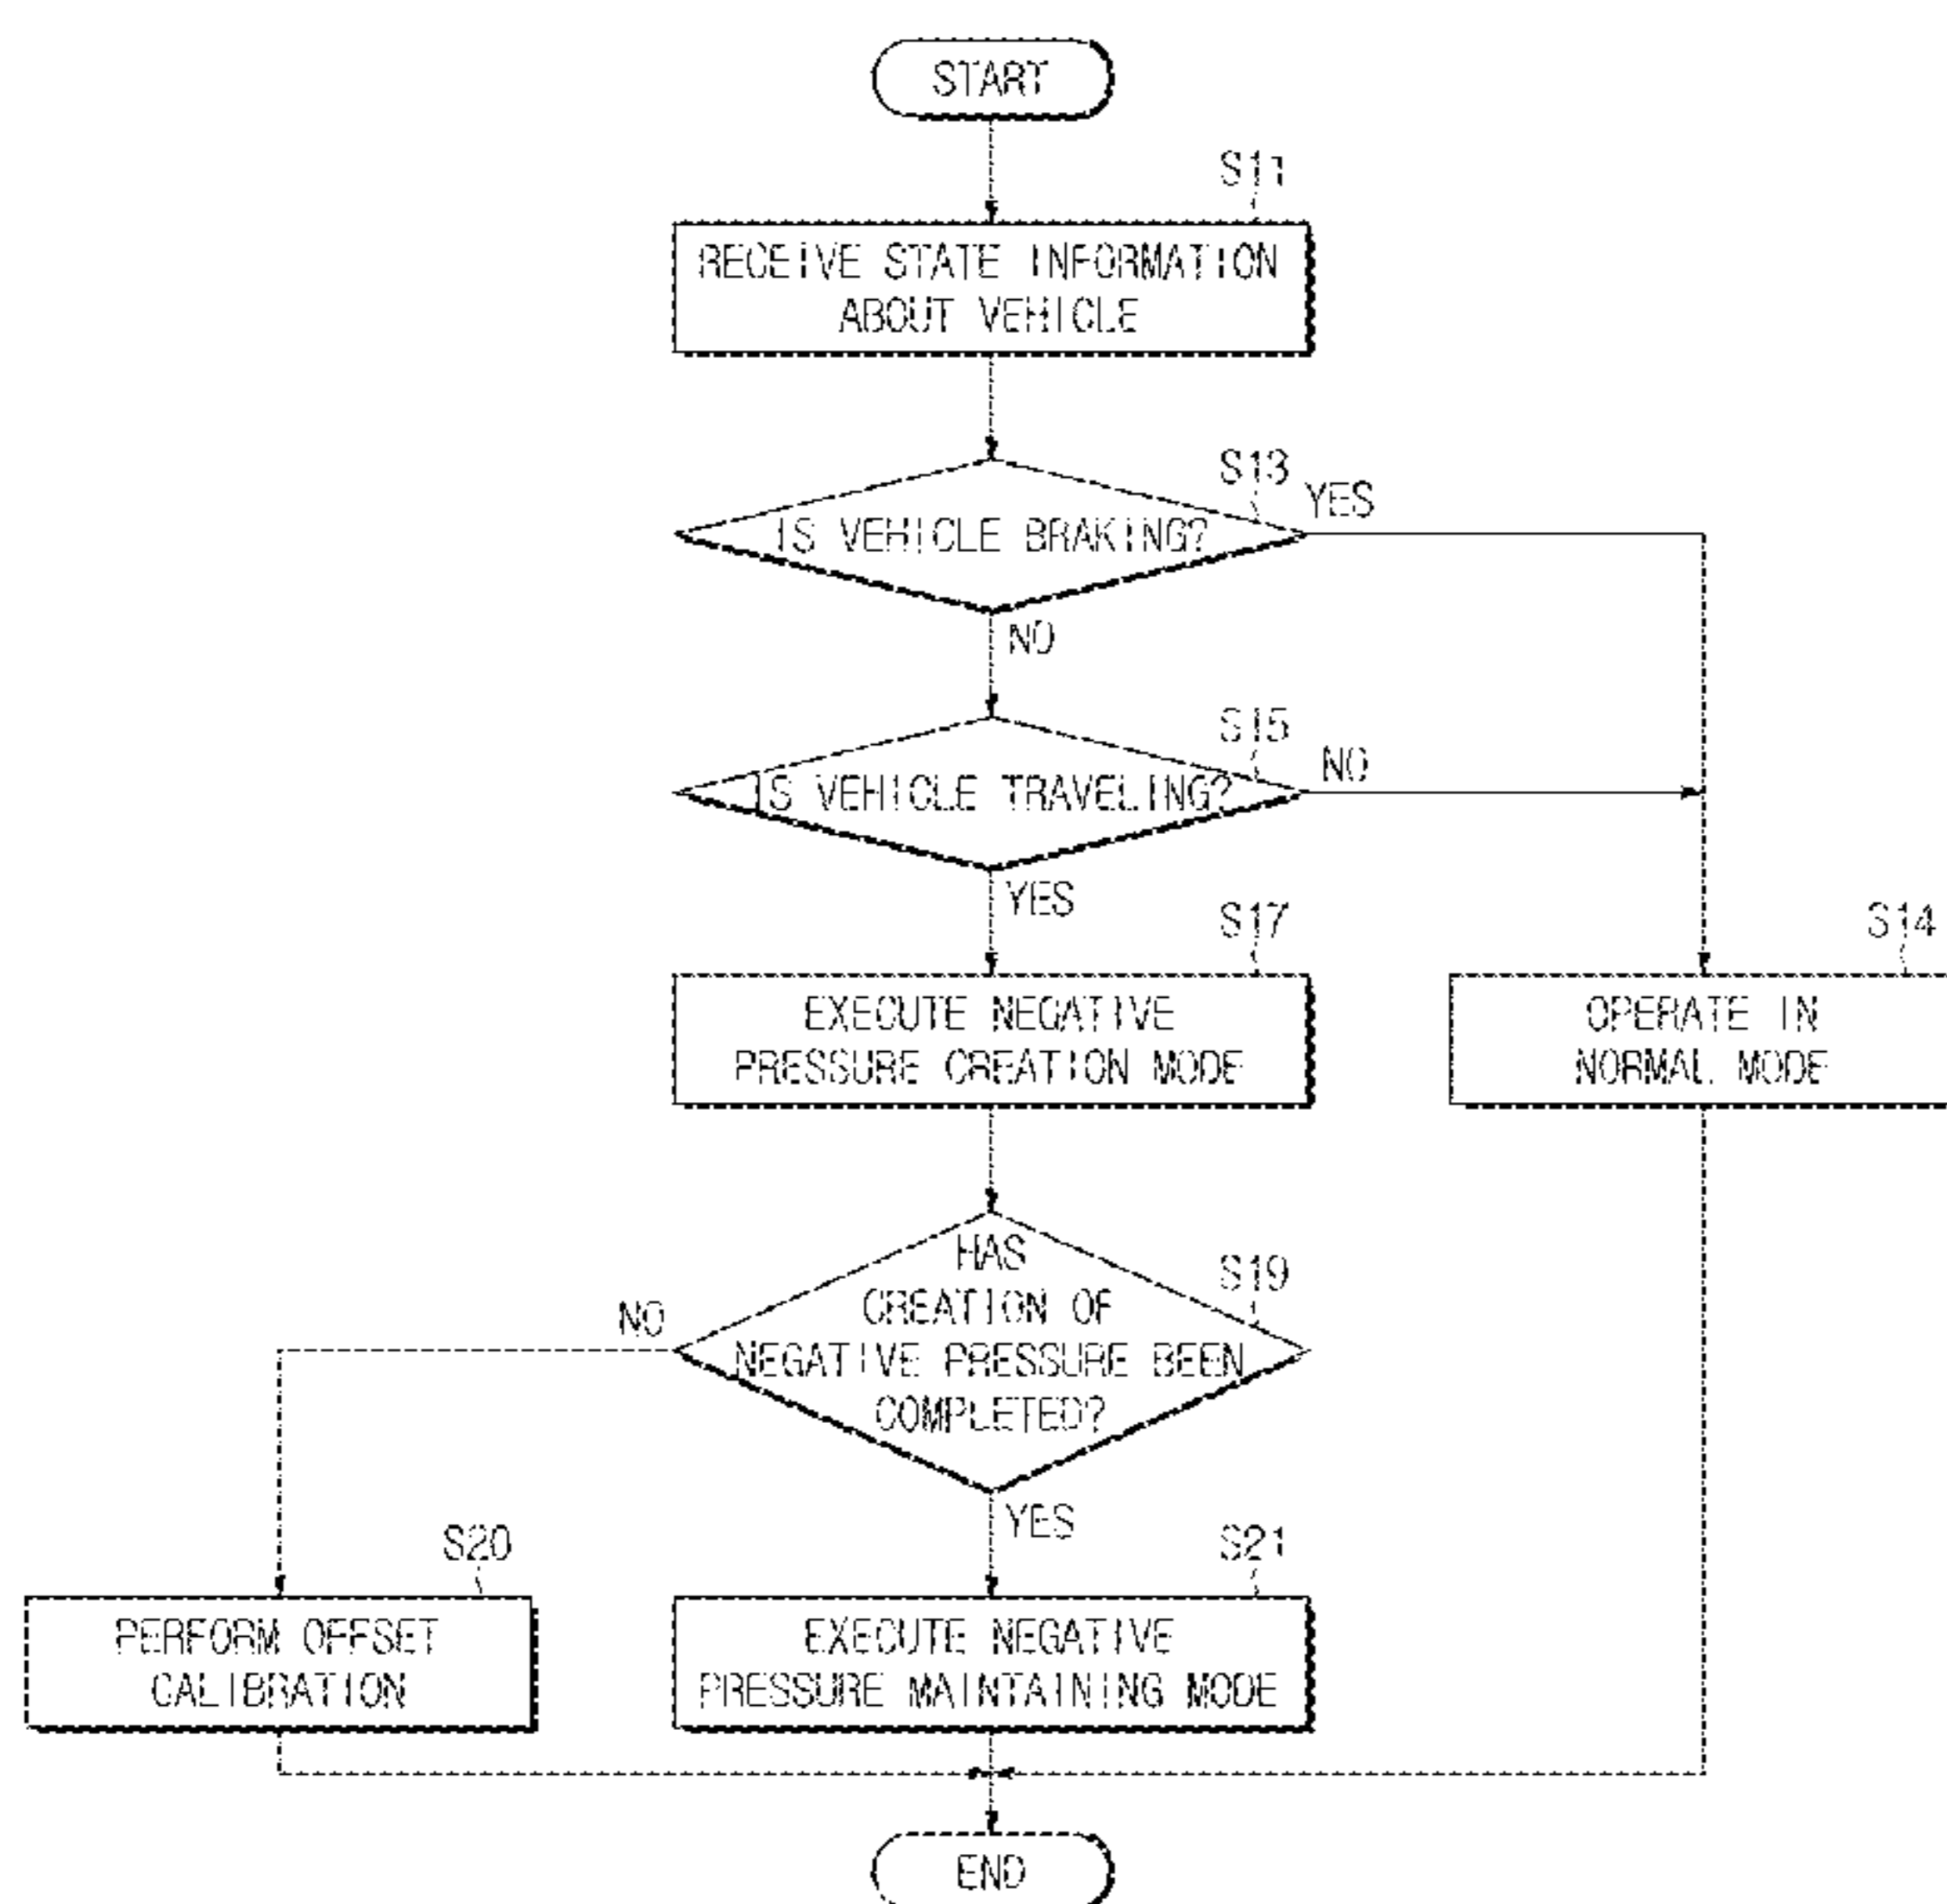 START
S11
RECEIVE STATE INFORMATION
ABOUT VEHICLE
S13
IS VEHICLE BRAKING?
YES
NO
S15
IS VEHICLE TRAVELING?
NO
YES
S17
EXECUTE NEGATIVE
PRESSURE CREATION MODE
S14
OPERATE IN
NORMAL MODE
HAS
CREATION OF
NEGATIVE PRESSURE BEEN
COMPLETED?
S19
NO
YES
S20
PERFORM OFFSET
CALIBRATION
S21
EXECUTE NEGATIVE
PRESSURE MAINTAINING MODE
END